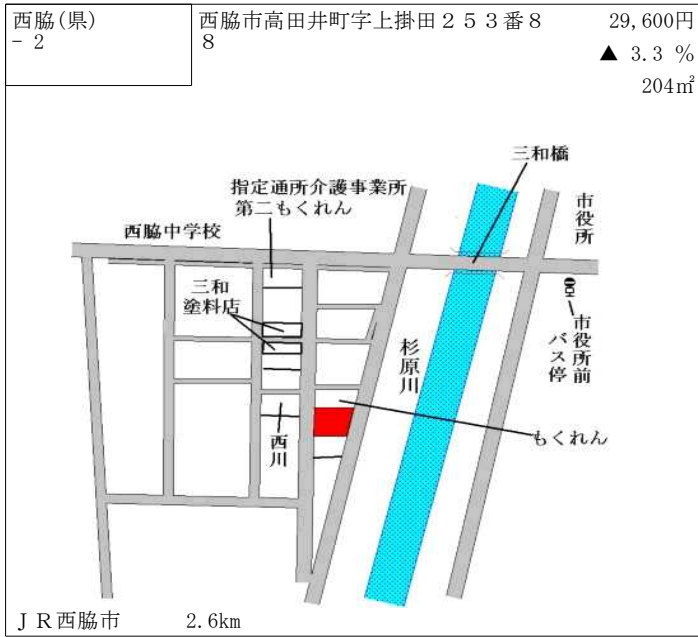 西脇(県)
- 2
西脇市高田井町字上掛田２５３番８
８
29,600円
▲ 3.3 %
204㎡
三和橋
指定通所介護事業所
第二もくれん
市役所
西脇中学校
三和
塗料店
市役所前
バス停
杉原川
西川
もくれん
ＪＲ西脇市 2.6km